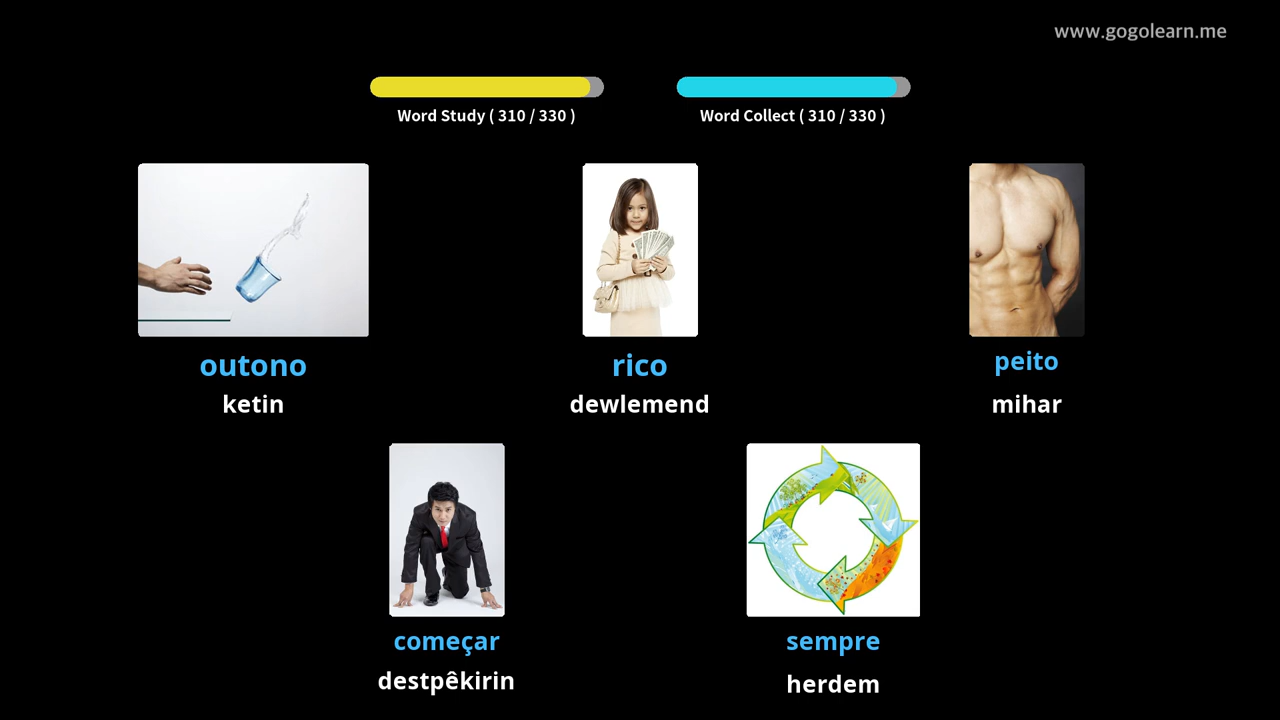 www.gogolearn.me
Word Study ( 310 / 330 )
Word Collect ( 310 / 330 )
outono
ketin
rico
dewlemend
peito
mihar
começar
destpêkirin
sempre
herdem